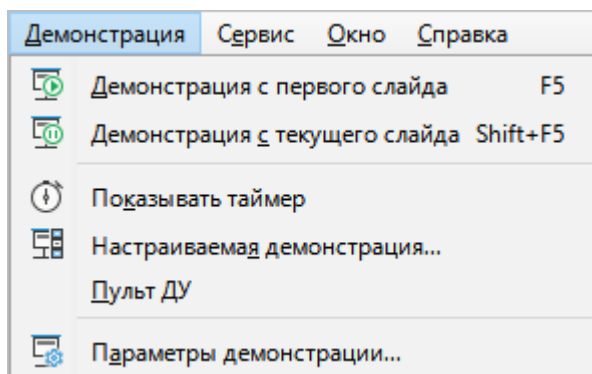 Демонстрация Сервис Окно Справка
Демонстрация с первого слайда F5
Демонстрация с текущего слайда Shift+F5
Показывать таймер
Настраиваемая демонстрация...
Пульт ДУ
Параметры демонстрации...